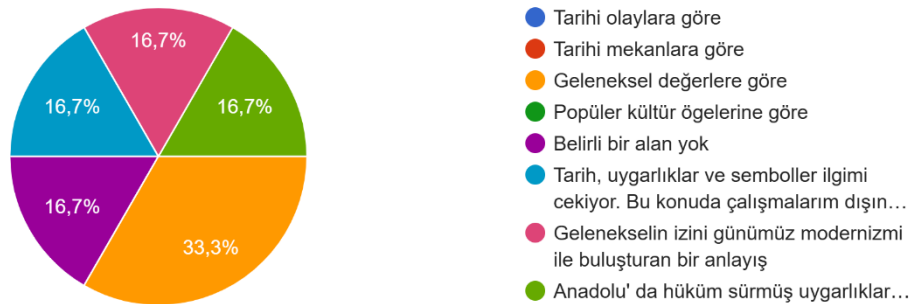 16,7%
16,7%
16,7%
16,7%
33,3%
Tarihi olaylara göre
Tarihi mekanlara göre
Geleneksel değerlere göre
Popüler kültür ögelerine göre
Belirli bir alan yok
Tarih, uygarlıklar ve semboller ilgimi
cekiyor. Bu konuda çalışmalarım dışın…
Gelenekselin izini günümüz modernizmi
ile buluşturan bir anlayış
Anadolu' da hüküm sürmüş uygarlıklar…